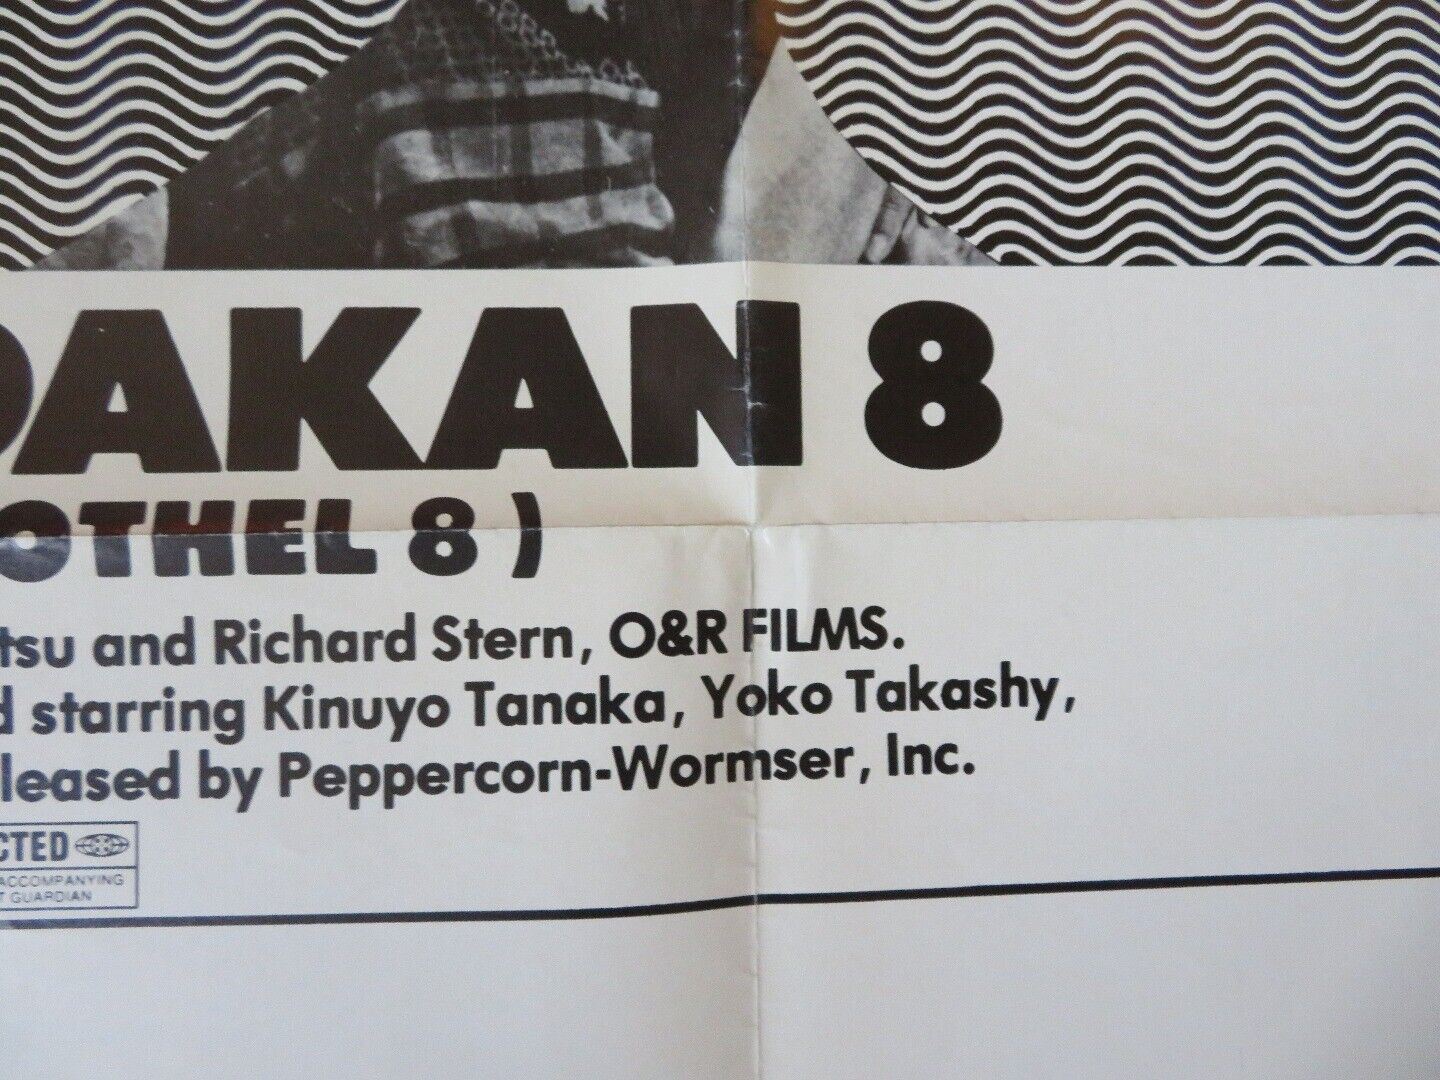 DAKAN 8
OTHEL 8 )
tsu and Richard Stern, O&R FILMS.
d starring Kinuyo Tanaka, Yoko Takashy,
leased by Peppercorn-Wormser, Inc.
CTED
ACCOMPANYING
T GUARDIAN